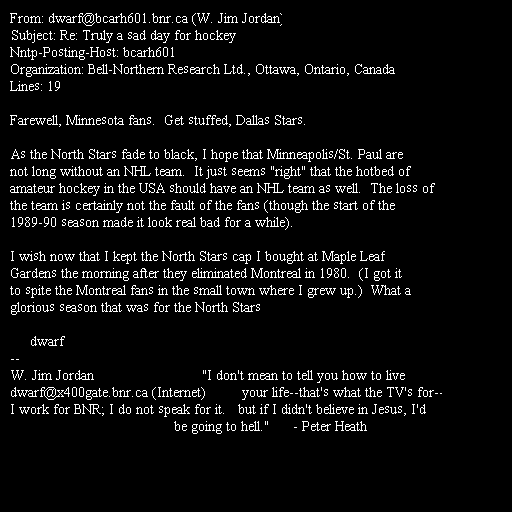 From: dwarf@bcarh601.bnr.ca (W. Jim Jordan)
Subject: Re: Truly a sad day for hockey
Nntp-Posting-Host: bcarh601
Organization: Bell-Northern Research Ltd., Ottawa, Ontario, Canada
Lines: 19

Farewell, Minnesota fans.  Get stuffed, Dallas Stars.

As the North Stars fade to black, I hope that Minneapolis/St. Paul are
not long without an NHL team.  It just seems "right" that the hotbed of
amateur hockey in the USA should have an NHL team as well.  The loss of
the team is certainly not the fault of the fans (though the start of the
1989-90 season made it look real bad for a while).

I wish now that I kept the North Stars cap I bought at Maple Leaf
Gardens the morning after they eliminated Montreal in 1980.  (I got it
to spite the Montreal fans in the small town where I grew up.)  What a
glorious season that was for the North Stars

dwarf
--
W. Jim Jordan                         "I don't mean to tell you how to live
dwarf@x400gate.bnr.ca (Internet)         your life--that's what the TV's for--
I work for BNR; I do not speak for it.   but if I didn't believe in Jesus, I'd
be going to hell."      - Peter Heath